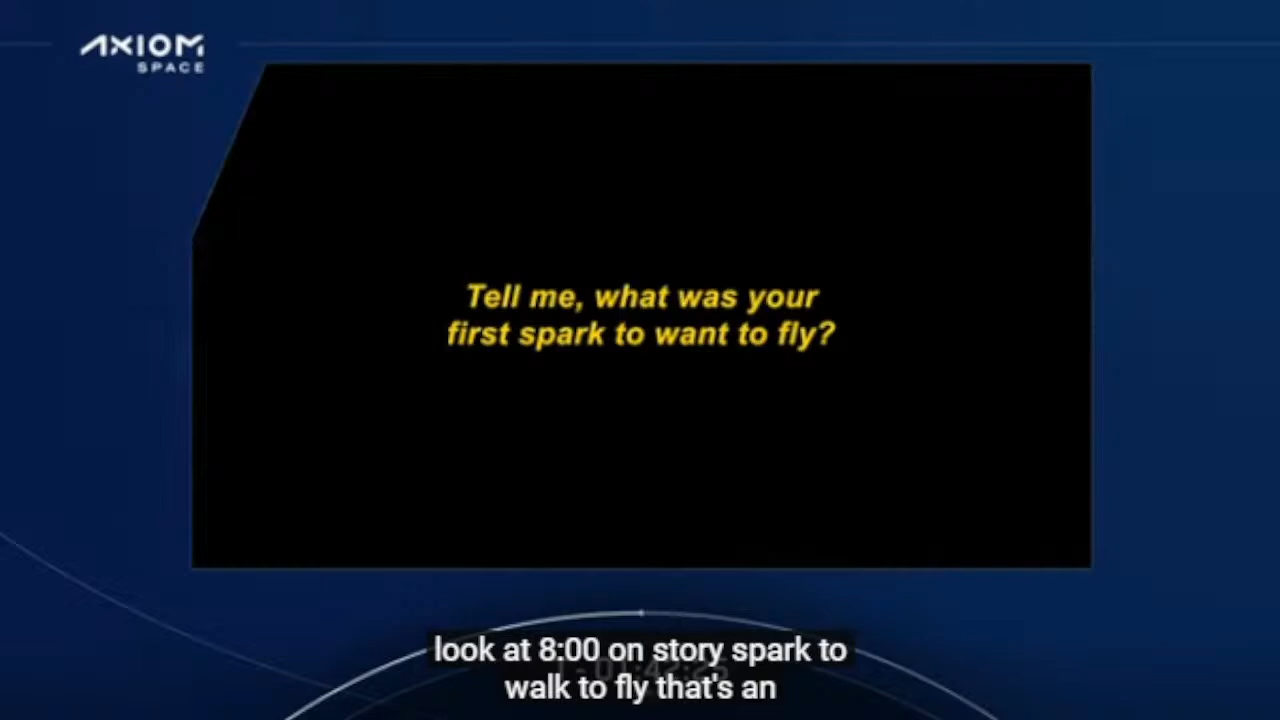 AXIOM
SPACE
Tell me, what was your
first spark to want to fly?
look at 8:00 on story spark to
walk to fly that's an